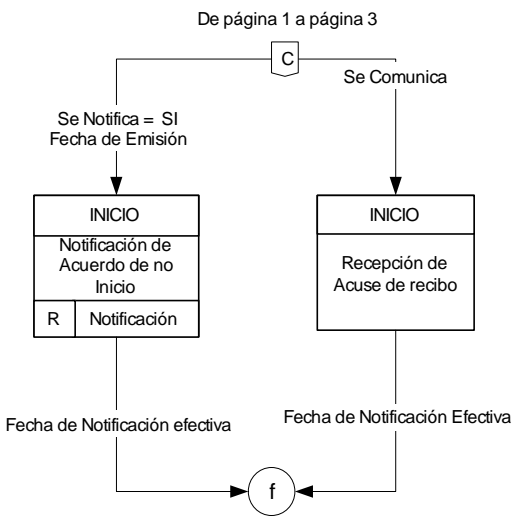 De página 1 a página 3
C
Se Comunica
Se Notifica = SI
Fecha de Emisión
INICIO
Notificación de
Acuerdo de no
Inicio
R Notificación
INICIO
Recepción de
Acuse de recibo
Fecha de Notificación efectiva
Fecha de Notificación Efectiva
f